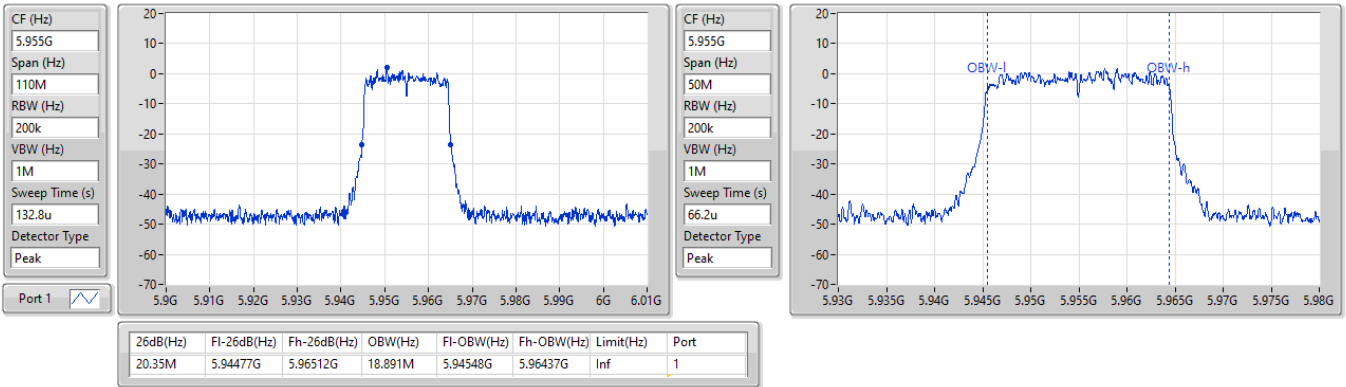 CF (Hz)
5.955G
Span (Hz)
110M
RBW (Hz)
200k
VBW (Hz)
1M
Sweep Time (s)
132.8u
Detector Type
Peak
Port 1
20
10
0
-10
-20
-30
-40
-50
-60
-70
5.9G 5.91G 5.92G 5.93G 5.94G 5.95G 5.96G 5.97G 5.98G 5.99G 6G 6.01G
CF (Hz)
5.955G
Span (Hz)
50M
RBW (Hz)
200k
VBW (Hz)
1M
Sweep Time (s)
66.2u
Detector Type
Peak
20
10
0
-10
-20
-30
-40
-50
-60
-70
OBW-l OBW-h
5.93G 5.935G 5.94G 5.945G 5.95G 5.955G 5.96G 5.965G 5.97G 5.975G 5.98G
26dB(Hz) Fl-26dB(Hz) Fh-26dB(Hz) OBW(Hz) Fl-OBW(Hz) Fh-OBW(Hz) Limit(Hz) Port
20.35M 5.94477G 5.96512G 18.891M 5.94548G 5.96437G Inf 1